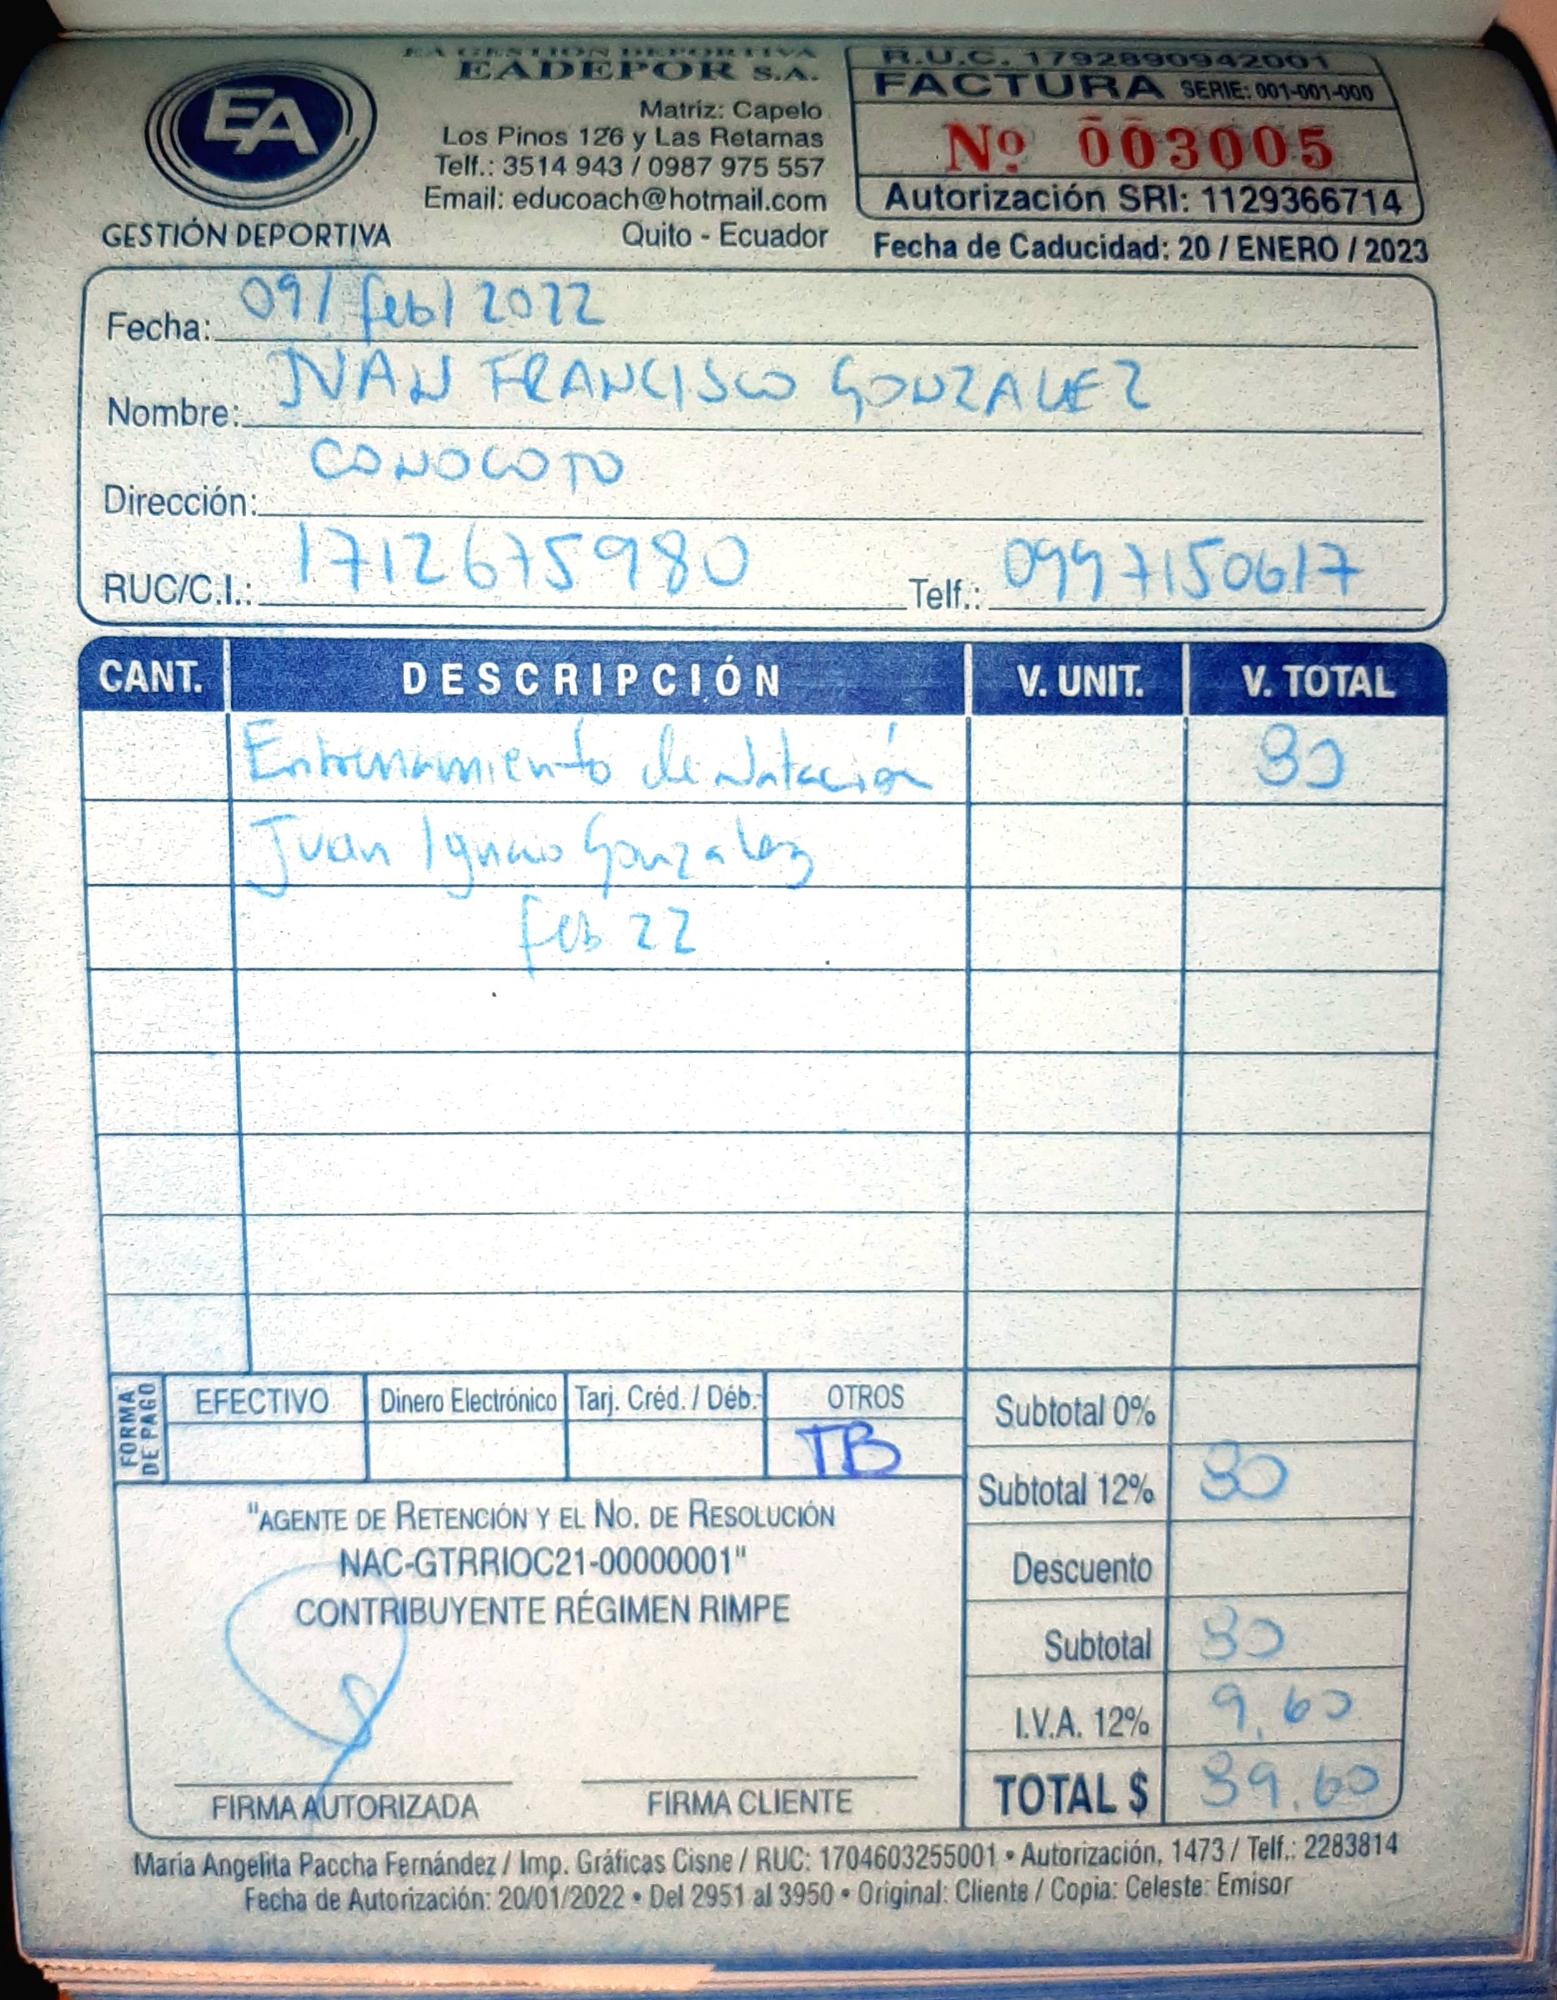 EA GESTIÓN DEPORTIVA
EADEPOR S.A.
Matriz: Capelo
Los Pinos 126 y Las Retamas
Telf.: 3514 943 / 0987 975 557
Email: educoach@hotmail.com
Quito - Ecuador
EA
GESTIÓN DEPORTIVA
R.U.C. 1792890942001
FACTURA SERIE: 001-001-000
Nº 003005
Autorización SRI: 1129366714
Fecha de Caducidad: 20 / ENERO / 2023
Fecha: 09/feb/2022
Nombre: JUAN FRANCISCO GONZALEZ
Dirección: CONOCOTO
RUC/C.I.: 1712675980 Telf.: 0997150617
CANT. DESCRIPCIÓN V. UNIT. V. TOTAL
Entrenamiento de Natación 80
Juan Ignacio Gonzalez
feb 22
FORMA DE PAGO EFECTIVO Dinero Electrónico Tarj. Créd. / Déb. OTROS
TB
Subtotal 0%
Subtotal 12% 80
Descuento
Subtotal 80
I.V.A. 12% 9.60
TOTAL $ 89.60
"AGENTE DE RETENCIÓN Y EL NO. DE RESOLUCIÓN
NAC-GTRRIOC21-00000001"
CONTRIBUYENTE RÉGIMEN RIMPE
FIRMA AUTORIZADA FIRMA CLIENTE
María Angelita Paccha Fernández / Imp. Gráficas Cisne / RUC: 1704603255001 • Autorización, 1473 / Telf.: 2283814
Fecha de Autorización: 20/01/2022 • Del 2951 al 3950 • Original: Cliente / Copia: Celeste: Emisor